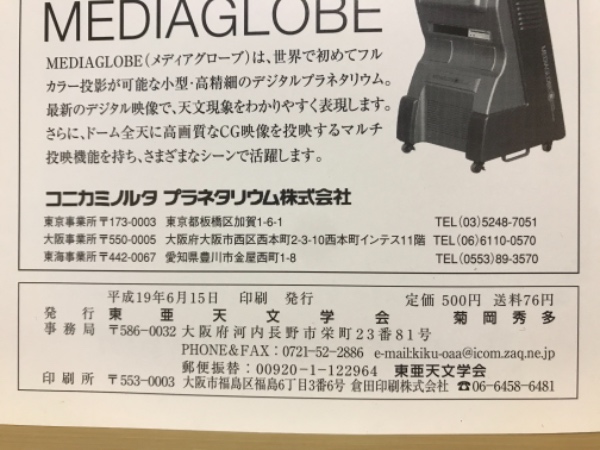 MEDIAGLOBE
MEDIAGLOBE(メディアグローブ)は、世界で初めてフル
カラー投影が可能な小型・高精細のデジタルプラネタリウム。
最新のデジタル映像で、天文現象をわかりやすく表現します。
さらに、ドーム全天に高画質なCG映像を投映するマルチ
投映機能を持ち、さまざまなシーンで活躍します。
MEDIAGLOBE
コニカミノルタ プラネタリウム株式会社
東京事業所 〒173-0003 東京都板橋区加賀1-6-1 TEL(03)5248-7051
大阪事業所 〒550-0005 大阪府大阪市西区西本町2-3-10西本町インテス11階 TEL(06)6110-0570
東海事業所 〒442-0067 愛知県豊川市金屋西町1-8 TEL(0553)89-3570
平成19年6月15日 印刷 発行 定価 500円 送料76円
発行 東亜天文学会 菊岡秀多
事務局 〒586-0032 大阪府河内長野市栄町23番81号
PHONE&FAX:0721-52-2886 e-mail:kiku-oaa@icom.zaq.ne.jp
郵便振替:00920-1-122964 東亜天文学会
印刷所 〒553-0003 大阪市福島区福島6丁目3番6号 倉田印刷株式会社 ☎06-6458-6481